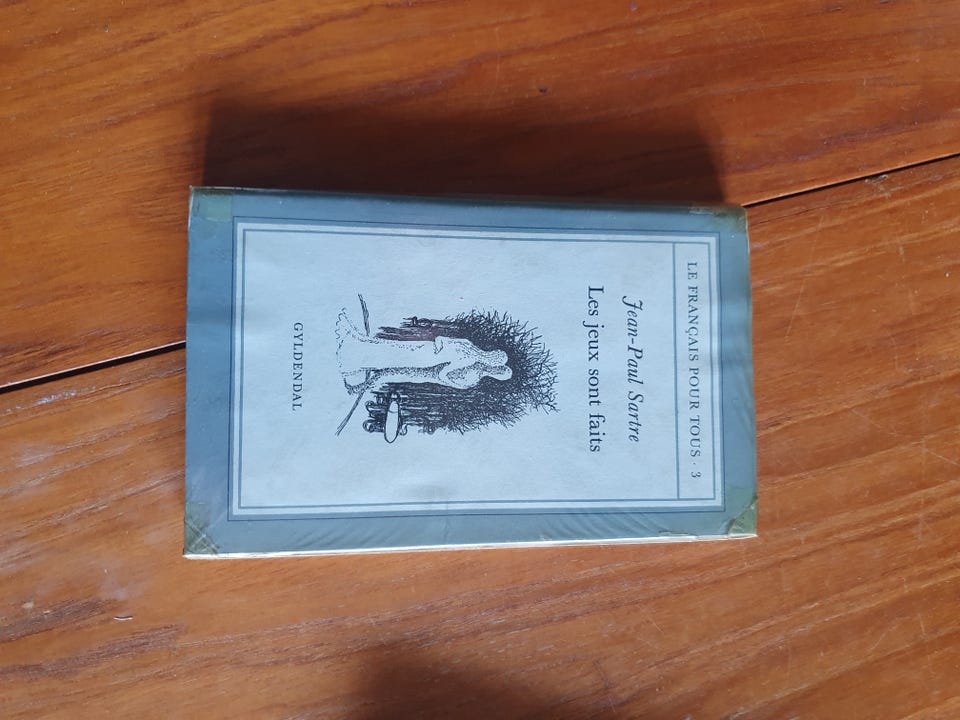 LE FRANÇAIS POUR TOUS · 3
Jean-Paul Sartre
Les jeux sont faits
GYLDENDAL